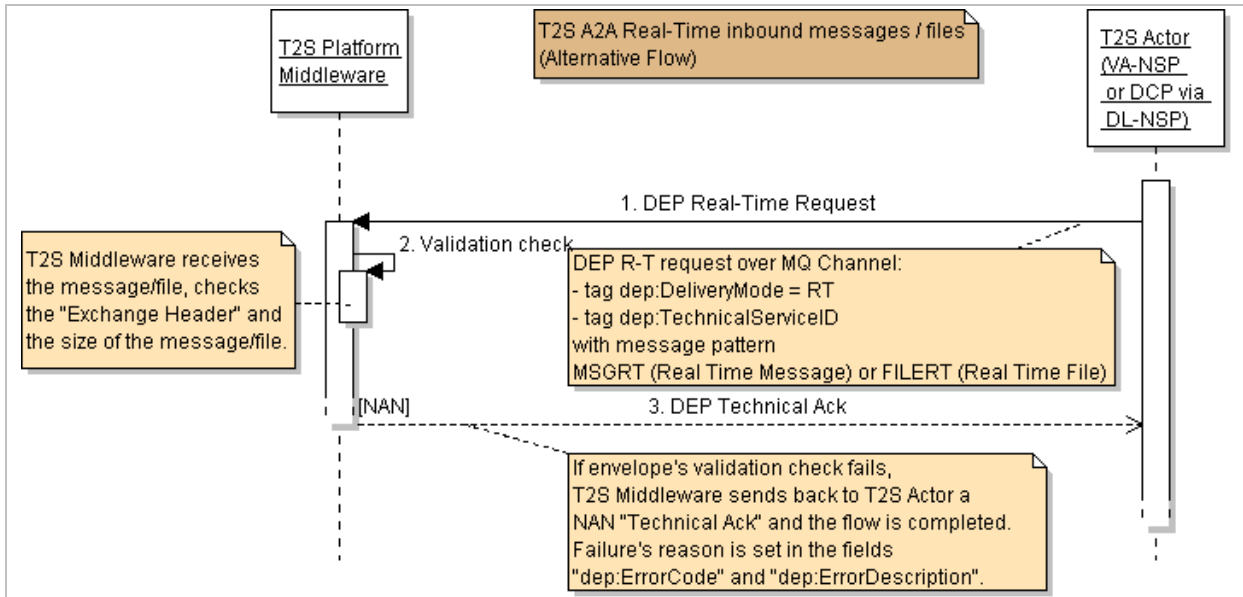 T2S Platform
Middleware
T2S A2A Real-Time inbound messages / files
(Alternative Flow)
T2S Actor
(VA-NSP
or DCP via
DL-NSP)
1. DEP Real-Time Request
2. Validation check
T2S Middleware receives
the message/file, checks
the "Exchange Header" and
the size of the message/file.
DEP R-T request over MQ Channel:
- tag dep:DeliveryMode = RT
- tag dep:TechnicalServiceID
with message pattern
MSGRT (Real Time Message) or FILERT (Real Time File)
[NAN]
3. DEP Technical Ack
If envelope's validation check fails,
T2S Middleware sends back to T2S Actor a
NAN "Technical Ack" and the flow is completed.
Failure's reason is set in the fields
"dep:ErrorCode" and "dep:ErrorDescription".